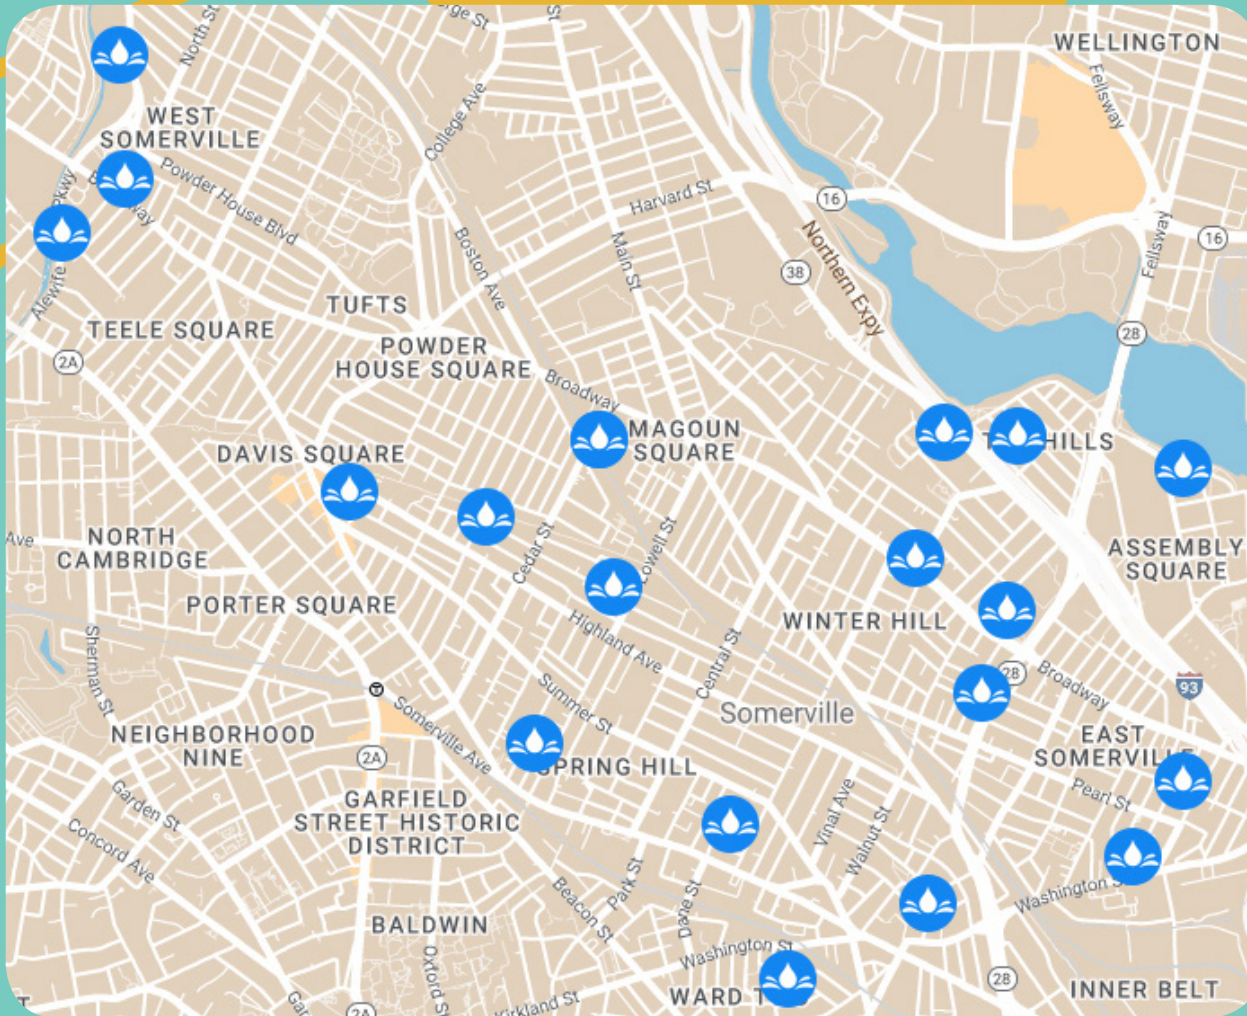 North St
WELLINGTON
Fellsway
WEST
SOMERVILLE
College Ave
Powder House Blvd
Pkwy
Harvard St
16
16
Fellsway
Northern Expy
Main St
Boston Ave
38
Alewife
TUFTS
TEELE SQUARE
2A
POWDER
HOUSE SQUARE
28
Broadway
MAGOUN
SQUARE
HILLS
DAVIS SQUARE
Ave
NORTH
CAMBRIDGE
Cedar St
Lowell St
ASSEMBLY
SQUARE
PORTER SQUARE
WINTER HILL
Highland Ave
Sherman St
Central St
28
Broadway
93
Summer St
Somerville
Somerville Ave
NEIGHBORHOOD
NINE
2A
SPRING HILL
EAST
SOMERVILLE
Pearl St
Garden St
GARFIELD
STREET HISTORIC
DISTRICT
Vinal Ave
Walnut St
Concord Ave
Park St
Beacon St
Dane St
Washington S
BALDWIN
Washington St
Oxford St
28
WARD T
INNER BELT
Kirkland St
2A